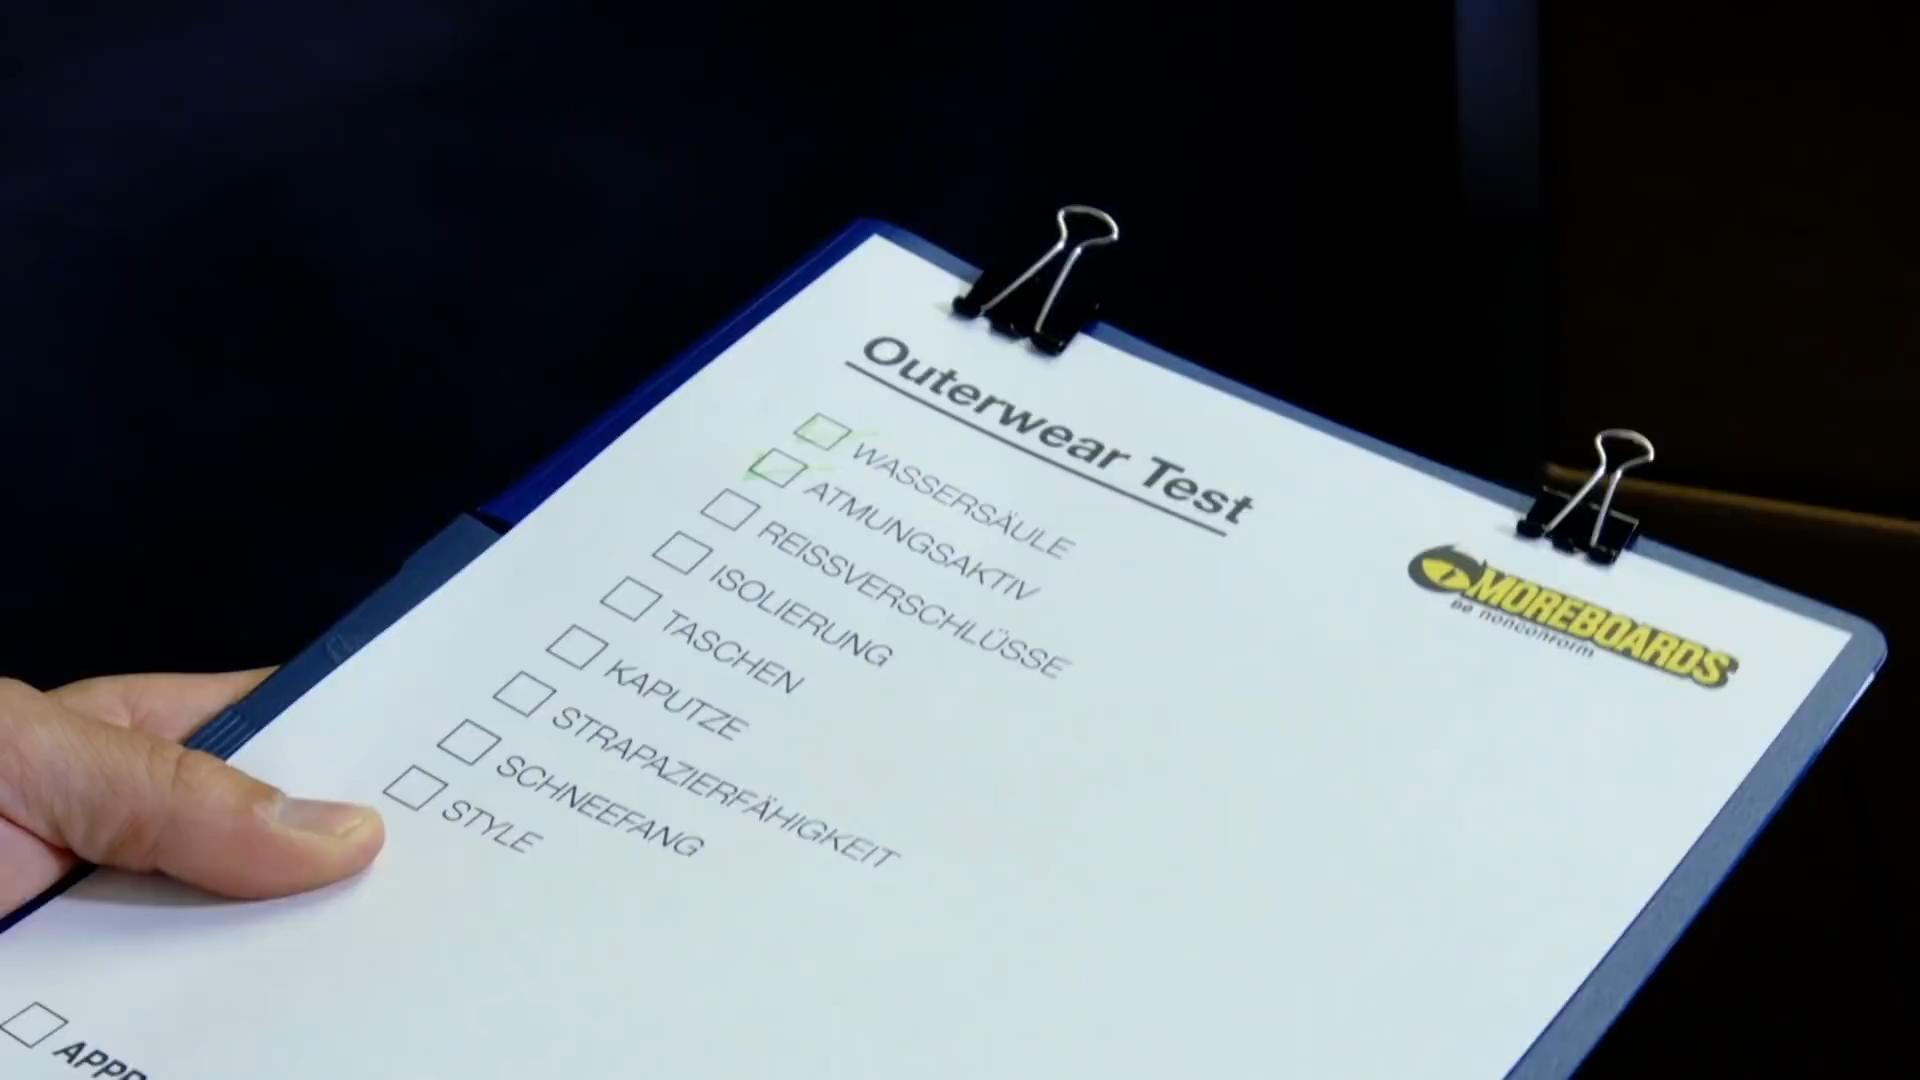 Outerwear Test
WASSERSÄULE
ATMUNGSAKTIV
REISSVERSCHLÜSSE
ISOLIERUNG
TASCHEN
KAPUTZE
STRAPAZIERFÄHIGKEIT
SCHNEEFANG
STYLE
MOREBOARDS
be nonconform